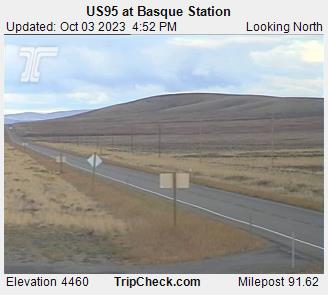 US95 at Basque Station
Updated: Oct 03 2023 4:52 PM Looking North
Elevation 4460 TripCheck.com Milepost 91.62